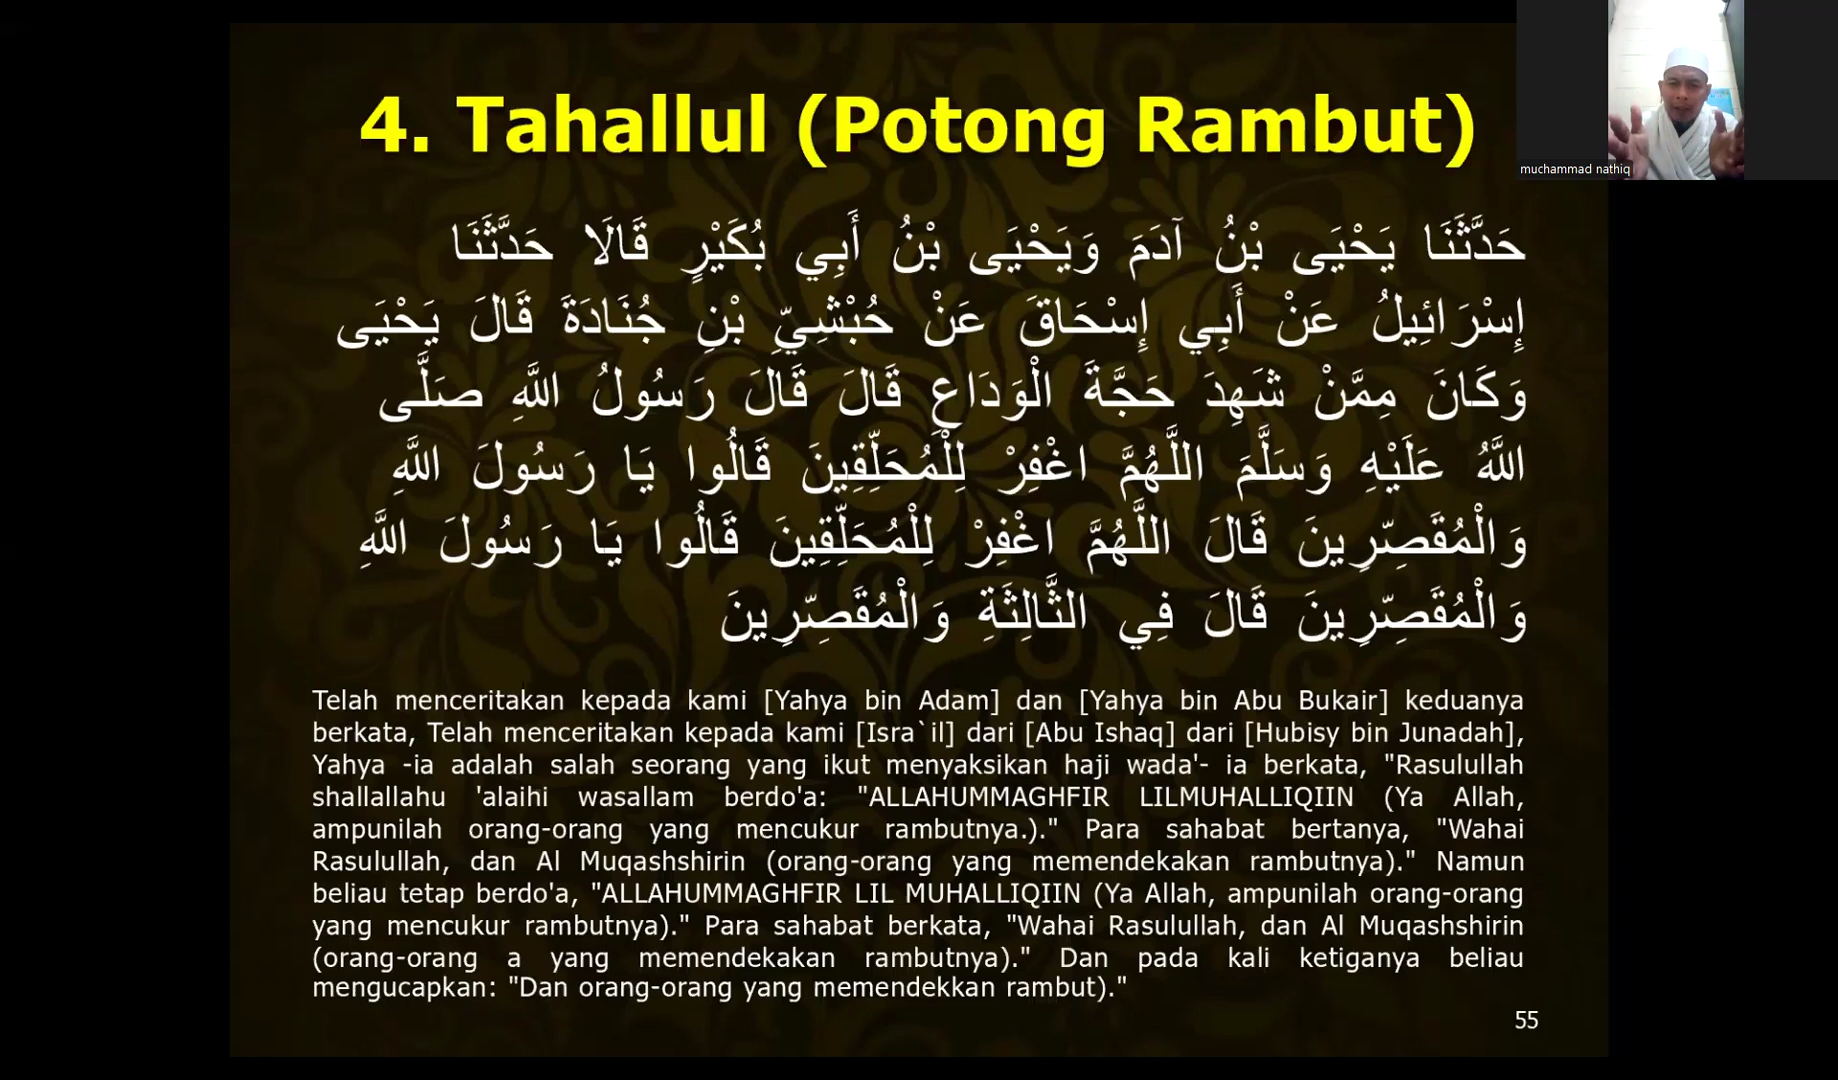 4. Tahallul (Potong Rambut)
muchammad nathiq
حَدَّثَنَا يَحْيَى بْنُ آدَمَ وَيَحْيَى بْنُ أَبِي بُكَيْرٍ قَالَا حَدَّثَنَا
إِسْرَائِيلُ عَنْ أَبِي إِسْحَاقَ عَنْ حُبْشِيِّ بْنِ جُنَادَةَ قَالَ يَحْيَى
وَكَانَ مِمَّنْ شَهِدَ حَجَّةَ الْوَدَاعِ قَالَ قَالَ رَسُولُ اللَّهِ صَلَّى
اللَّهُ عَلَيْهِ وَسَلَّمَ اللَّهُمَّ اغْفِرْ لِلْمُحَلِّقِينَ قَالُوا يَا رَسُولَ اللَّهِ
وَالْمُقَصِّرِينَ قَالَ اللَّهُمَّ اغْفِرْ لِلْمُحَلِّقِينَ قَالُوا يَا رَسُولَ اللَّهِ
وَالْمُقَصِّرِينَ قَالَ فِي الثَّالِثَةِ وَالْمُقَصِّرِينَ
Telah menceritakan kepada kami [Yahya bin Adam] dan [Yahya bin Abu Bukair] keduanya
berkata, Telah menceritakan kepada kami [Isra`il] dari [Abu Ishaq] dari [Hubisy bin Junadah],
Yahya -ia adalah salah seorang yang ikut menyaksikan haji wada'- ia berkata, "Rasulullah
shallallahu 'alaihi wasallam berdo'a: "ALLAHUMMAGHFIR LILMUHALLIQIIN (Ya Allah,
ampunilah orang-orang yang mencukur rambutnya.)." Para sahabat bertanya, "Wahai
Rasulullah, dan Al Muqashshirin (orang-orang yang memendekakan rambutnya)." Namun
beliau tetap berdo'a, "ALLAHUMMAGHFIR LIL MUHALLIQIIN (Ya Allah, ampunilah orang-orang
yang mencukur rambutnya)." Para sahabat berkata, "Wahai Rasulullah, dan Al Muqashshirin
(orang-orang a yang memendekakan rambutnya)." Dan pada kali ketiganya beliau
mengucapkan: "Dan orang-orang yang memendekkan rambut)."
55